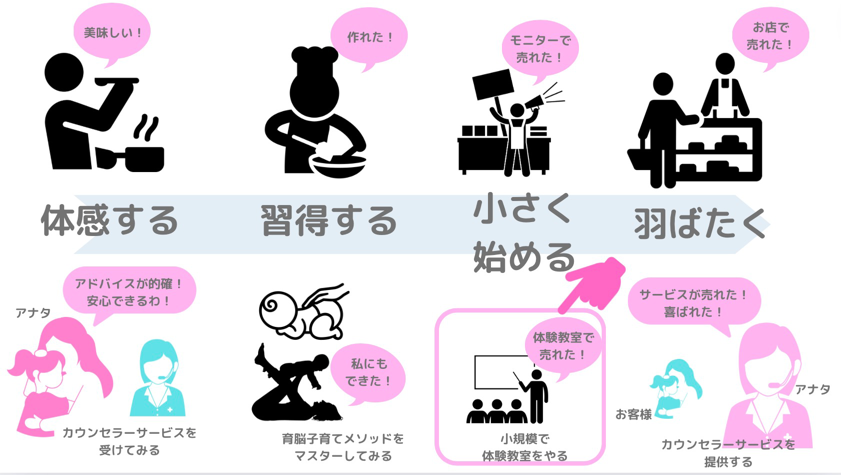 美味しい！
作れた！
モニターで
売れた！
お店で
売れた！
体感する
習得する
小さく
始める
羽ばたく
アドバイスが的確！
安心できるわ！
アナタ
カウンセラーサービスを
受けてみる
私にも
できた！
育脳子育てメソッドを
マスターしてみる
体験教室で
売れた！
小規模で
体験教室をやる
サービスが売れた！
喜ばれた！
アナタ
お客様
カウンセラーサービスを
提供する